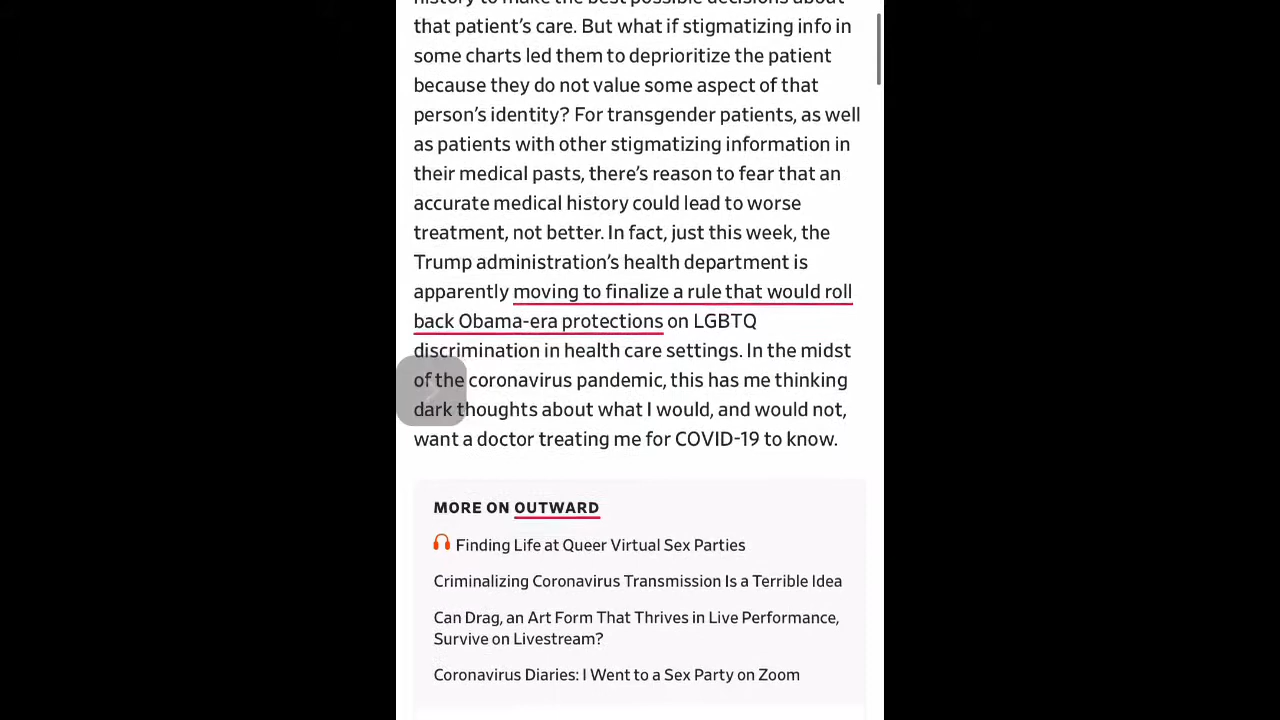 history to make the best possible decisions about
that patient's care. But what if stigmatizing info in
some charts led them to deprioritize the patient
because they do not value some aspect of that
person's identity? For transgender patients, as well
as patients with other stigmatizing information in
their medical pasts, there's reason to fear that an
accurate medical history could lead to worse
treatment, not better. In fact, just this week, the
Trump administration's health department is
apparently moving to finalize a rule that would roll
back Obama-era protections on LGBTQ
discrimination in health care settings. In the midst
of the coronavirus pandemic, this has me thinking
dark thoughts about what I would, and would not,
want a doctor treating me for COVID-19 to know.
MORE ON OUTWARD
Finding Life at Queer Virtual Sex Parties
Criminalizing Coronavirus Transmission Is a Terrible Idea
Can Drag, an Art Form That Thrives in Live Performance,
Survive on Livestream?
Coronavirus Diaries: I Went to a Sex Party on Zoom